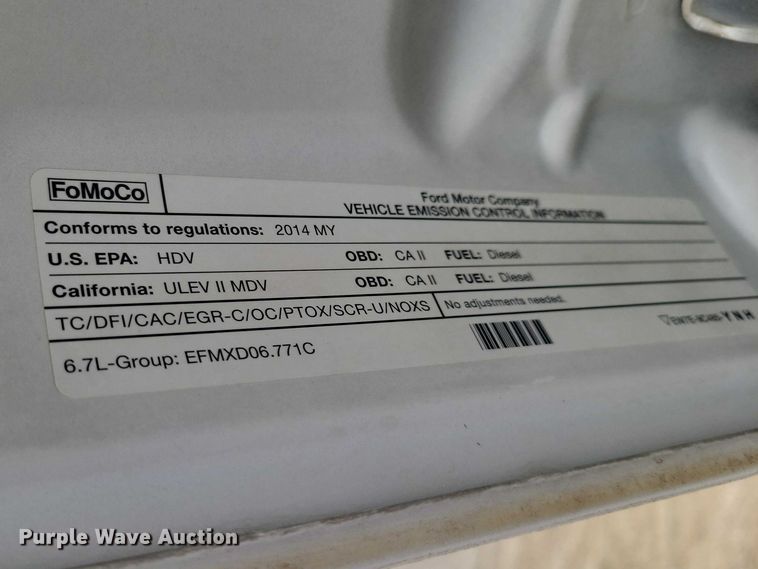 FoMoCo
Ford Motor Company
VEHICLE EMISSION CONTROL INFORMATION
Conforms to regulations: 2014 MY
U.S. EPA: HDV OBD: CA II FUEL: Diesel
California: ULEV II MDV OBD: CA II FUEL: Diesel
TC/DFI/CAC/EGR-C/OC/PTOX/SCR-U/NOXS No adjustments needed.
6.7L-Group: EFMXD06.771C
YNH
Purple Wave Auction